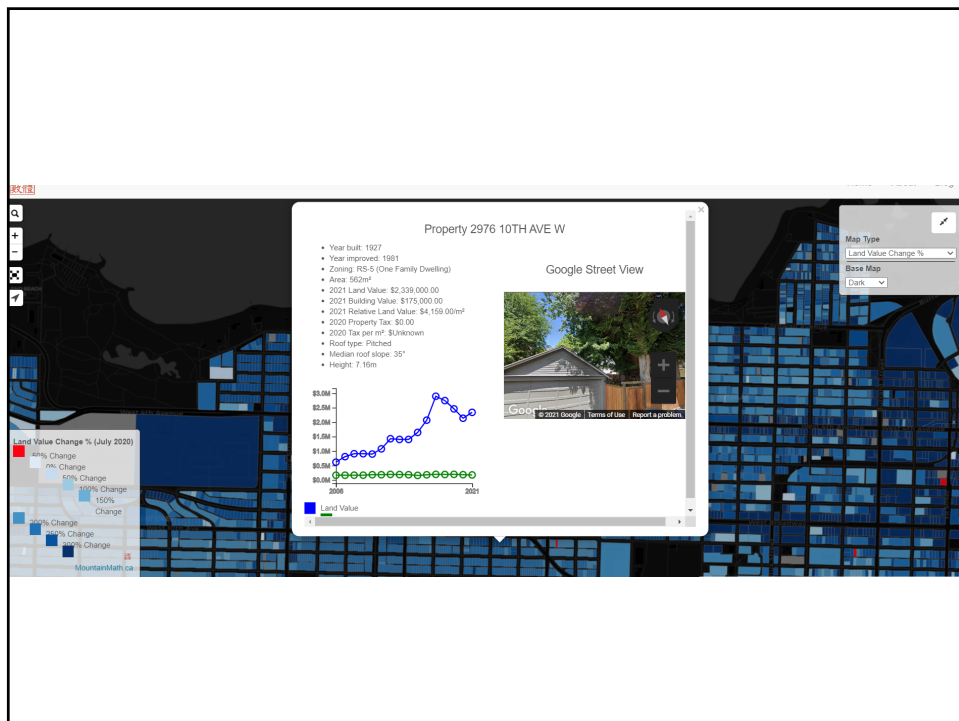 Property 2976 10TH AVE W
Year built: 1927
Year improved: 1981
Zoning: RS-5 (One Family Dwelling)
Area: 562m²
2021 Land Value: $2,339,000.00
2021 Building Value: $175,000.00
2021 Relative Land Value: $4,159.00/m²
2020 Property Tax: $0.00
2020 Tax per m²: $Unknown
Roof type: Pitched
Median roof slope: 35°
Height: 7.16m
Google Street View
Google
© 2021 Google
Terms of Use
Report a problem
$3.0M
$2.5M
$2.0M
$1.5M
$1.0M
$0.5M
$0.0M
2006
2021
Land Value
Map Type
Land Value Change %
Base Map
Dark
West 4th Avenue
Land Value Change % (July 2020)
-50% Change
0% Change
50% Change
100% Change
150%
Change
200% Change
250% Change
300% Change
MountainMath.ca